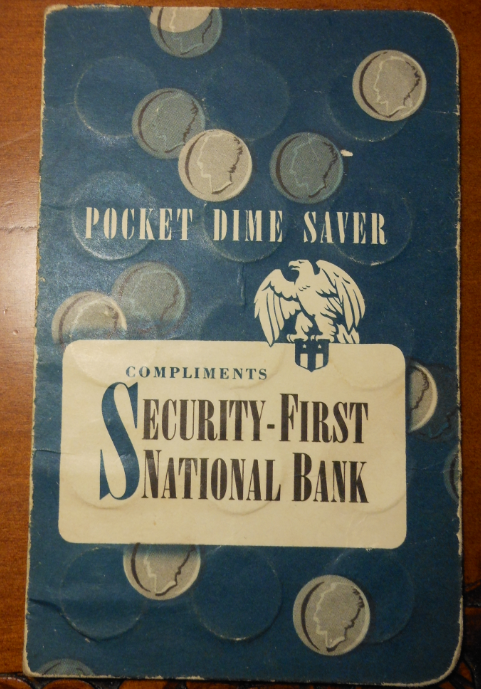 POCKET DIME SAVER
COMPLIMENTS
SECURITY-FIRST
NATIONAL BANK